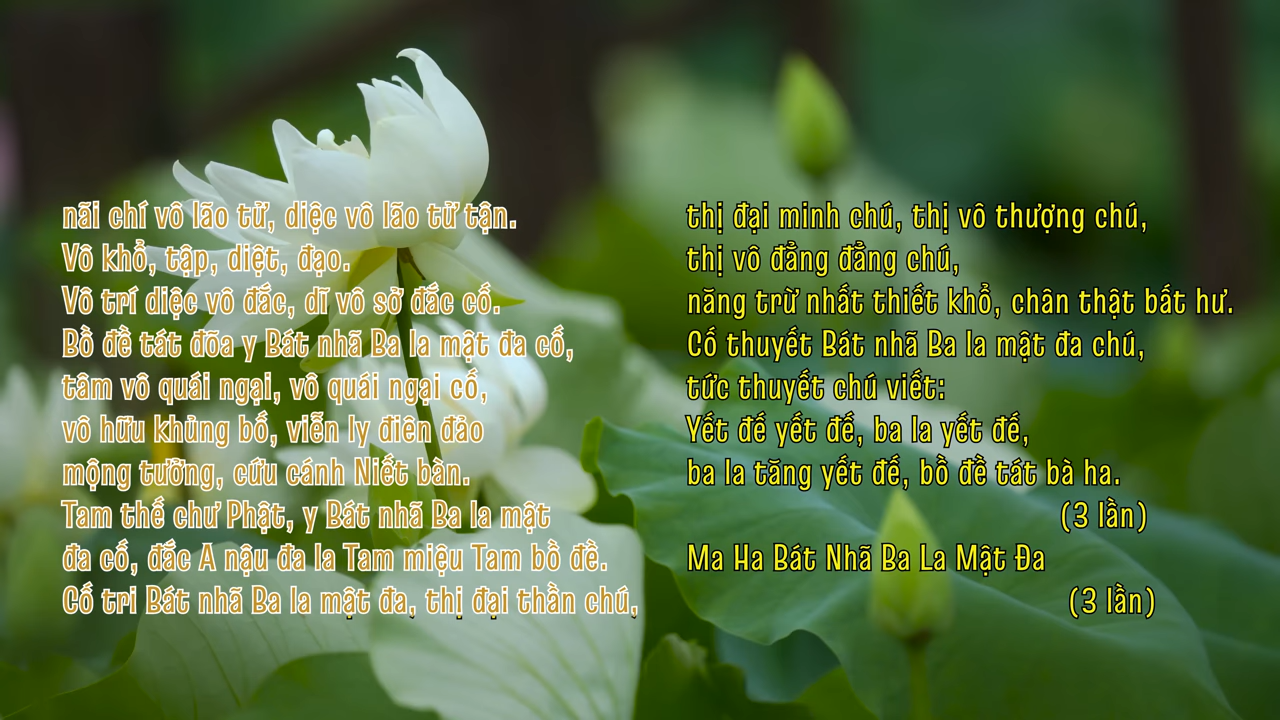 nãi chí vô lão tử, diệc vô lão tử tận.
Vô khổ, tập, diệt, đạo.
Vô trí diệc vô đắc, dĩ vô sở đắc cố.
Bồ đề tát đõa y Bát nhã Ba la mật đa cố,
tâm vô quái ngại, vô quái ngại cố,
vô hữu khủng bố, viễn ly điên đảo
mộng tưởng, cứu cánh Niết bàn.
Tam thế chư Phật, y Bát nhã Ba la mật
đa cố, đắc A nậu đa la Tam miệu Tam bồ đề.
Cố tri Bát nhã Ba la mật đa, thị đại thần chú,
thị đại minh chú, thị vô thượng chú,
thị vô đẳng đẳng chú,
năng trừ nhất thiết khổ, chân thật bất hư.
Cố thuyết Bát nhã Ba la mật đa chú,
tức thuyết chú viết:
Yết đế yết đế, ba la yết đế,
ba la tăng yết đế, bồ đề tát bà ha.
(3 lần)
Ma Ha Bát Nhã Ba La Mật Đa
(3 lần)